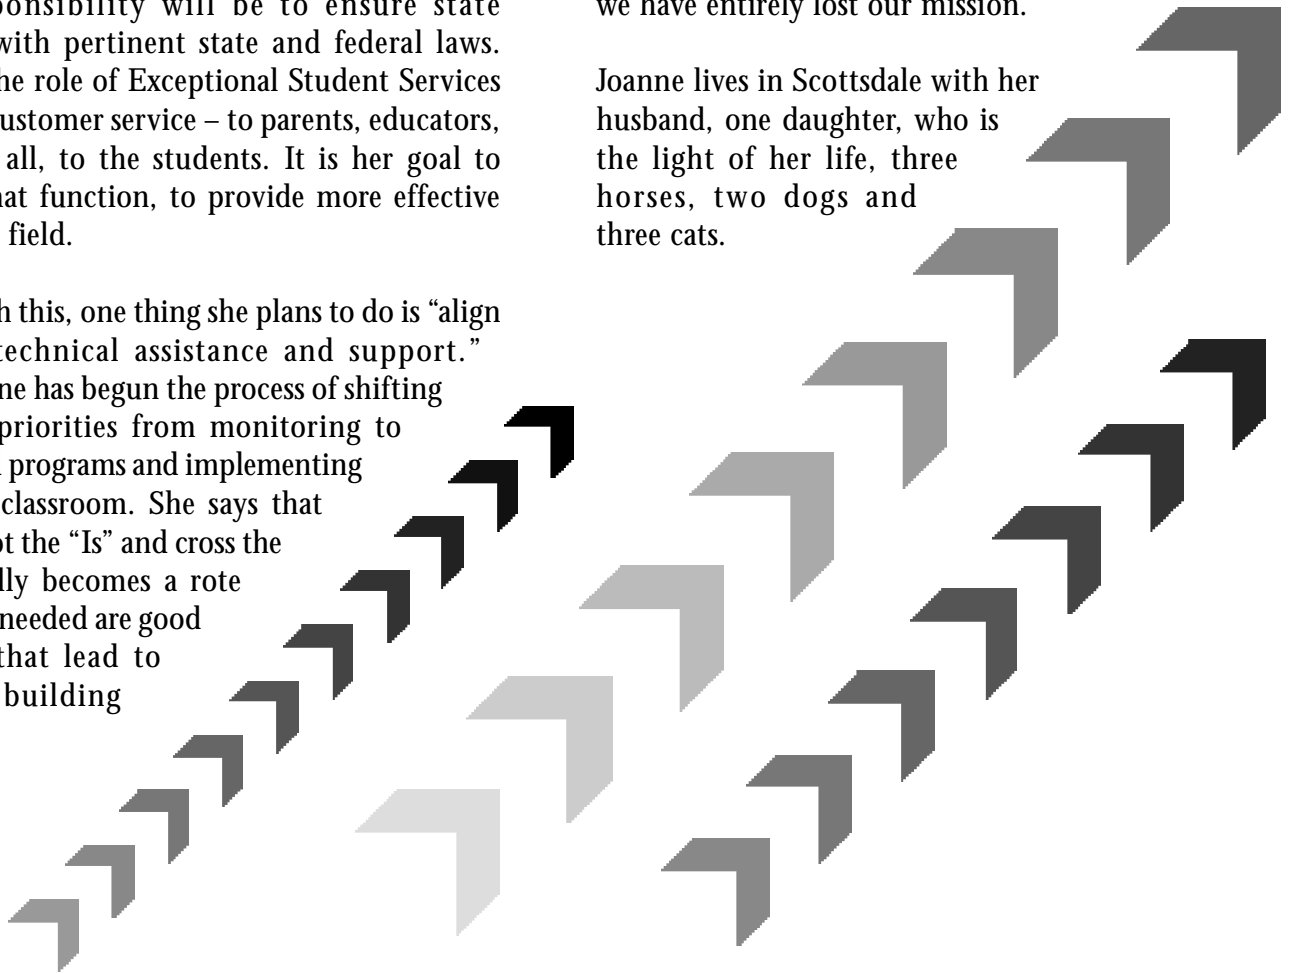 onsibility will be to ensure state
with pertinent state and federal laws.
he role of Exceptional Student Services
ustomer service – to parents, educators,
all, to the students. It is her goal to
hat function, to provide more effective
field.
h this, one thing she plans to do is “align
technical assistance and support.”
ne has begun the process of shifting
priorities from monitoring to
programs and implementing
classroom. She says that
ot the “Is” and cross the
lly becomes a rote
needed are good
that lead to
building
we have entirely lost our mission.
Joanne lives in Scottsdale with her
husband, one daughter, who is
the light of her life, three
horses, two dogs and
three cats.